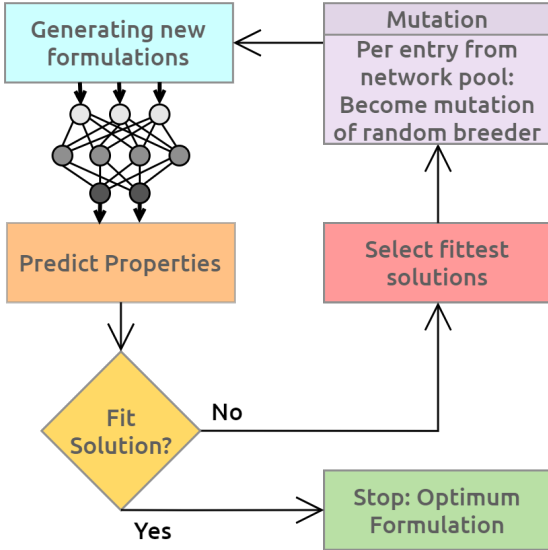 Generating new
formulations
Mutation
Per entry from
network pool:
Become mutation
of random breeder
Predict Properties
Select fittest
solutions
Fit
Solution?
No
Yes
Stop: Optimum
Formulation